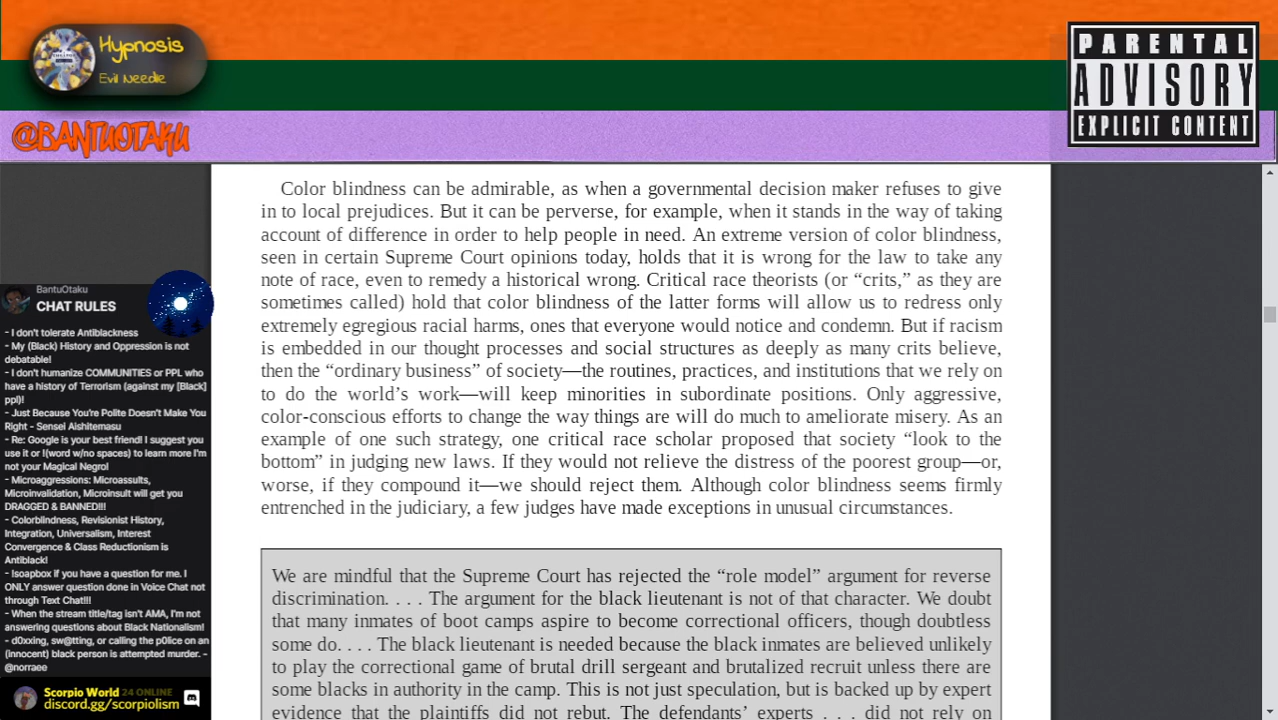 Hypnosis
Evil Needle
@BANTUOTAKU
PARENTAL
ADVISORY
EXPLICIT CONTENT
BantuOtaku
CHAT RULES
- I don't tolerate Antiblackness
- My (Black) History and Oppression is not
debatable!
- I don't humanize COMMUNITIES or PPL who
have a history of Terrorism (against my [Black]
ppl)!
- Just Because You're Polite Doesn't Make You
Right - Sensei Aishitemasu
- Re: Google is your best friend! I suggest you
use it or !(word w/no spaces) to learn more I'm
not your Magical Negro!
- Microaggressions: Microassults,
Microinvalidation, Microinsult will get you
DRAGGED & BANNED!!!
- Colorblindness, Revisionist History,
Integration, Universalism, Interest
Convergence & Class Reductionism is
Antiblack!
- !soapbox if you have a question for me. I
ONLY answer question done in Voice Chat not
through Text Chat!!!
- When the stream title/tag isn't AMA, I'm not
answering questions about Black Nationalism!
- d0xxing, sw@tting, or calling the p0lice on an
(innocent) black person is attempted murder. -
@norraee
Scorpio World 24 ONLINE
discord.gg/scorpiolism
Color blindness can be admirable, as when a governmental decision maker refuses to give
in to local prejudices. But it can be perverse, for example, when it stands in the way of taking
account of difference in order to help people in need. An extreme version of color blindness,
seen in certain Supreme Court opinions today, holds that it is wrong for the law to take any
note of race, even to remedy a historical wrong. Critical race theorists (or “crits,” as they are
sometimes called) hold that color blindness of the latter forms will allow us to redress only
extremely egregious racial harms, ones that everyone would notice and condemn. But if racism
is embedded in our thought processes and social structures as deeply as many crits believe,
then the “ordinary business” of society—the routines, practices, and institutions that we rely on
to do the world’s work—will keep minorities in subordinate positions. Only aggressive,
color-conscious efforts to change the way things are will do much to ameliorate misery. As an
example of one such strategy, one critical race scholar proposed that society “look to the
bottom” in judging new laws. If they would not relieve the distress of the poorest group—or,
worse, if they compound it—we should reject them. Although color blindness seems firmly
entrenched in the judiciary, a few judges have made exceptions in unusual circumstances.
We are mindful that the Supreme Court has rejected the “role model” argument for reverse
discrimination. . . . The argument for the black lieutenant is not of that character. We doubt
that many inmates of boot camps aspire to become correctional officers, though doubtless
some do. . . . The black lieutenant is needed because the black inmates are believed unlikely
to play the correctional game of brutal drill sergeant and brutalized recruit unless there are
some blacks in authority in the camp. This is not just speculation, but is backed up by expert
evidence that the plaintiffs did not rebut. The defendants’ experts . . . did not rely on